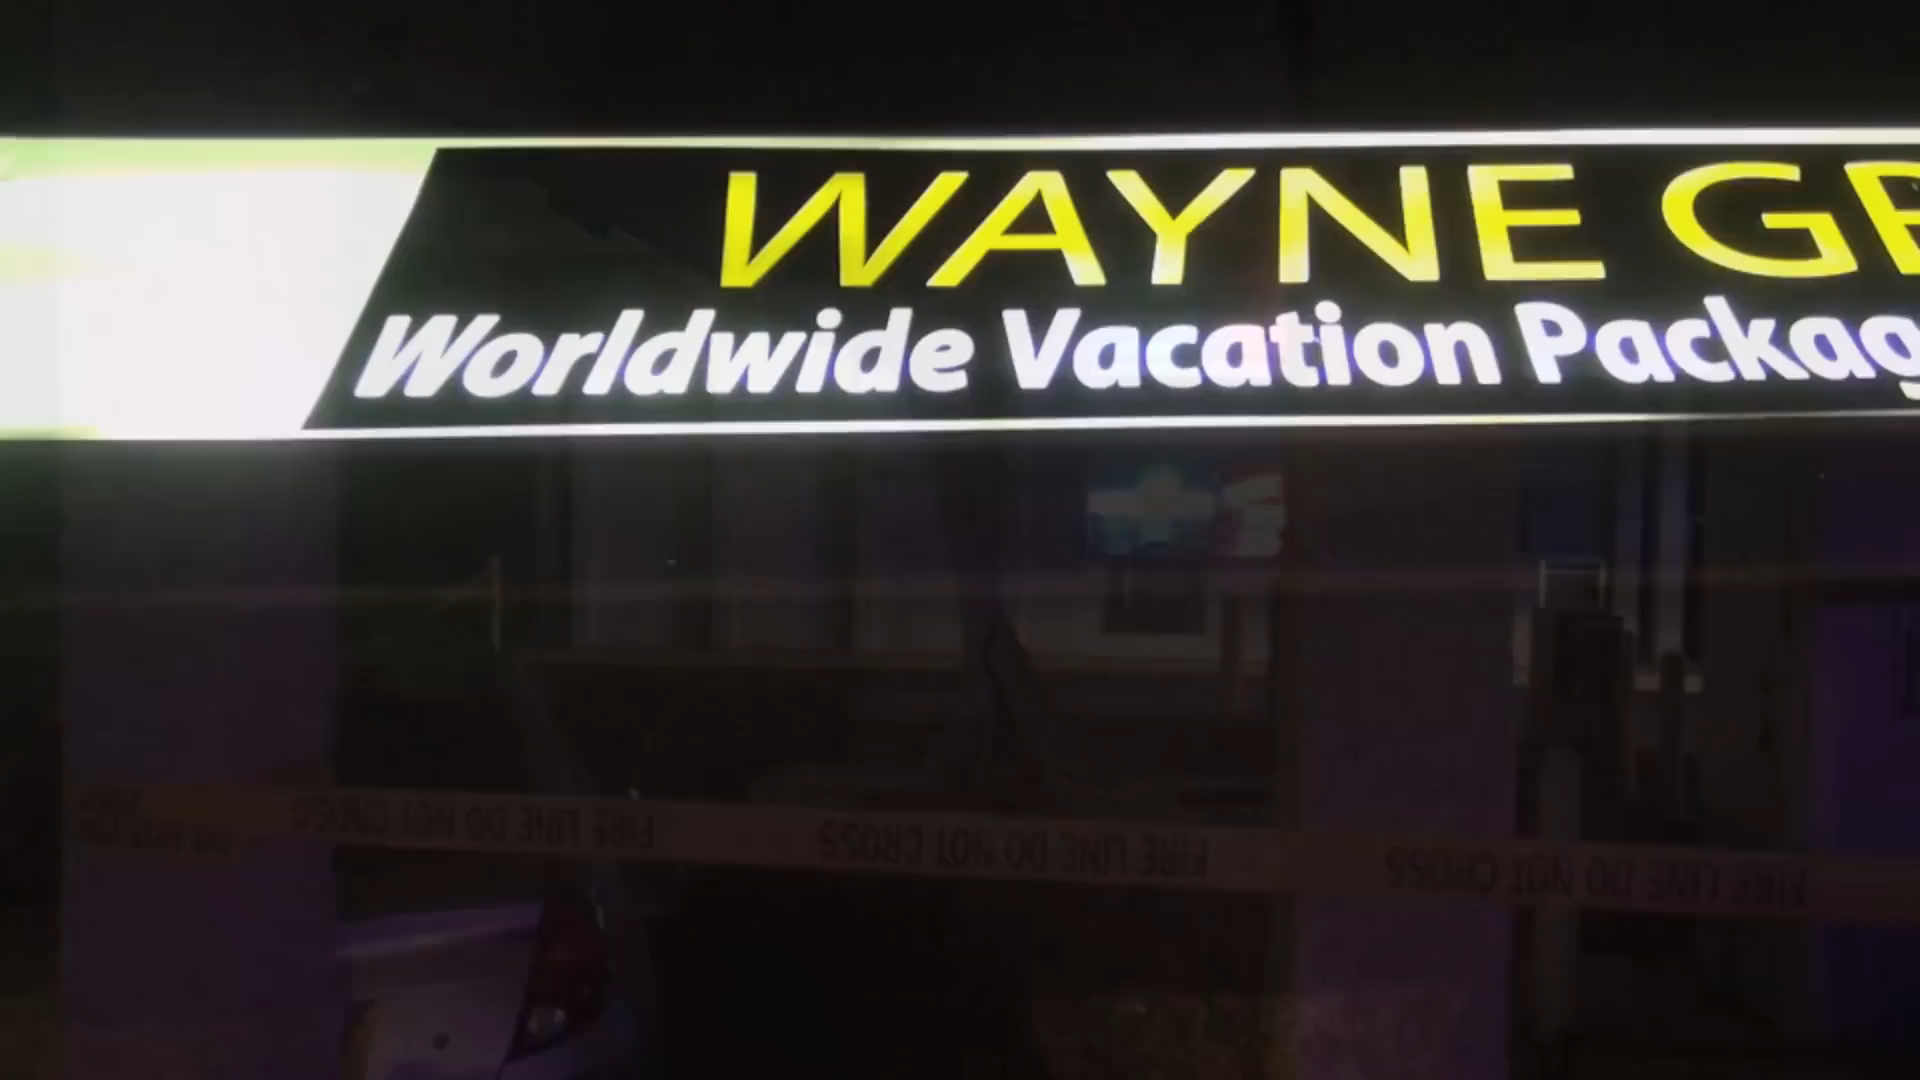 WAYNE GR
Worldwide Vacation Packag
FIRE LINE DO NOT CROSS FIRE LINE DO NOT CROSS FIRE LINE DO NOT CROSS